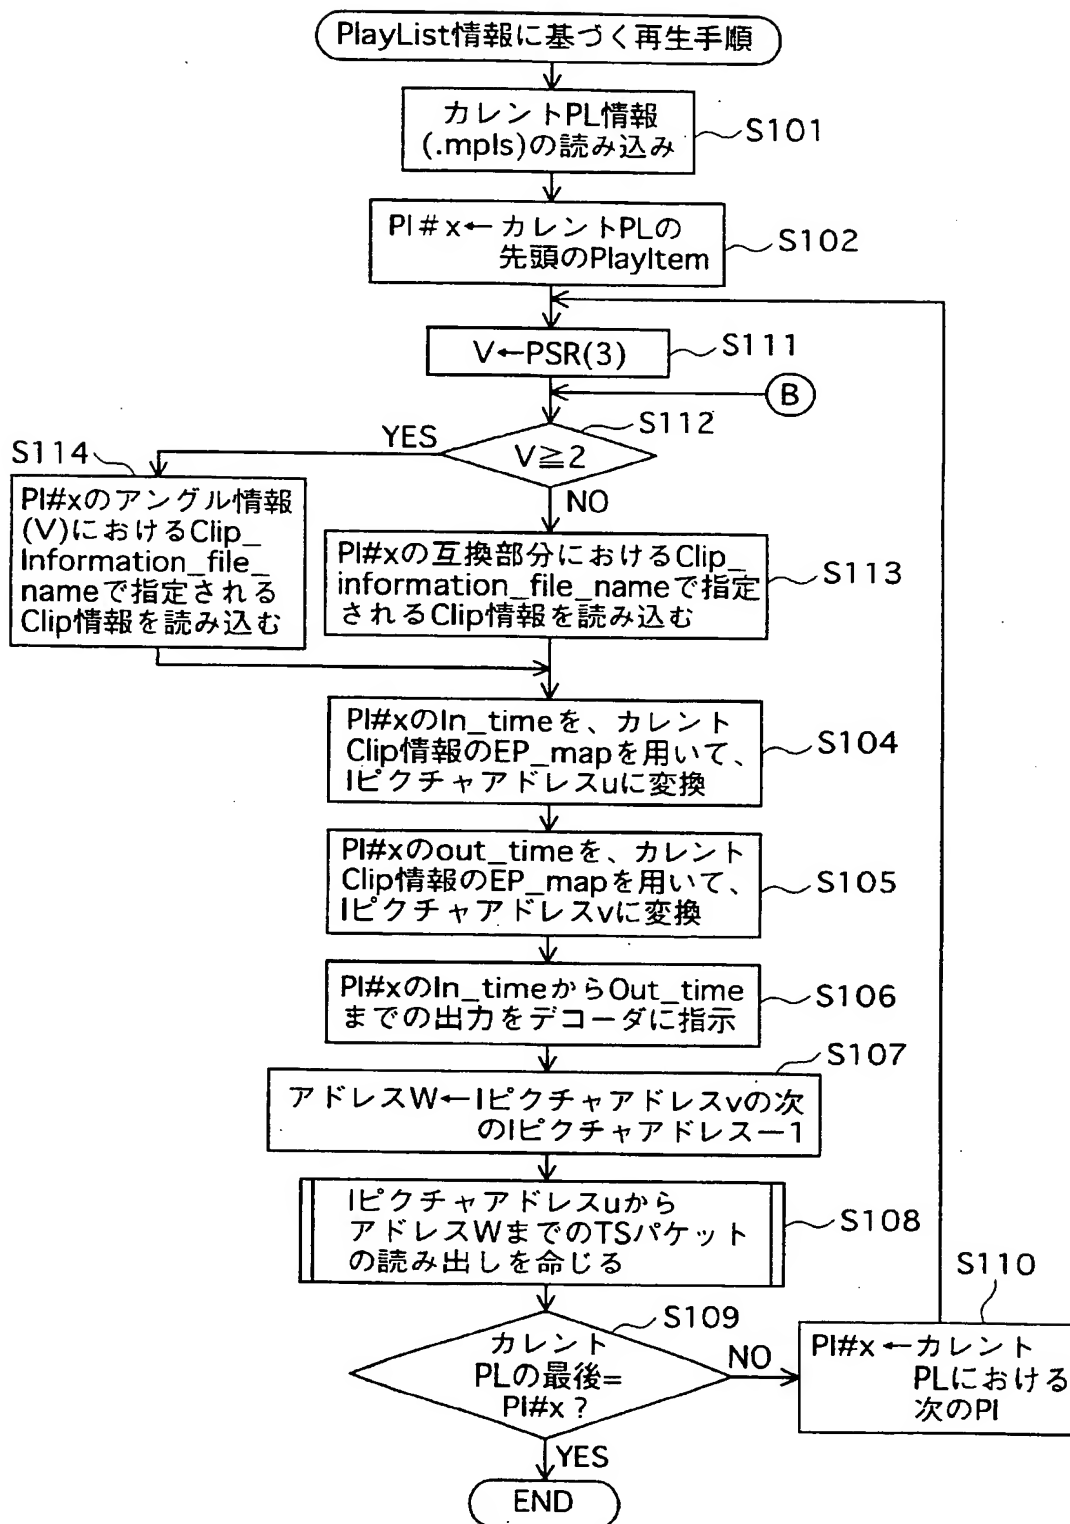 PlayList情報に基づく再生手順
カレントPL情報
(.mpls)の読み込み
S101
PI#x←カレントPLの
先頭のPlayItem
S102
V←PSR(3)
S111
B
S112
V≧2
YES
NO
S114
PI#xのアングル情報
(V)におけるClip_
Information_file_
nameで指定される
Clip情報を読み込む
PI#xの互換部分におけるClip_
information_file_nameで指定
されるClip情報を読み込む
S113
PI#xのIn_timeを、カレント
Clip情報のEP_mapを用いて、
Iピクチャアドレスuに変換
S104
PI#xのout_timeを、カレント
Clip情報のEP_mapを用いて、
Iピクチャアドレスvに変換
S105
PI#xのIn_timeからOut_time
までの出力をデコーダに指示
S106
S107
アドレスW←Iピクチャアドレスvの次
のIピクチャアドレス－1
Iピクチャアドレスuから
アドレスWまでのTSパケット
の読み出しを命じる
S108
S109
カレント
PLの最後=
PI#x?
NO
S110
PI#x←カレント
PLにおける
次のPI
YES
END